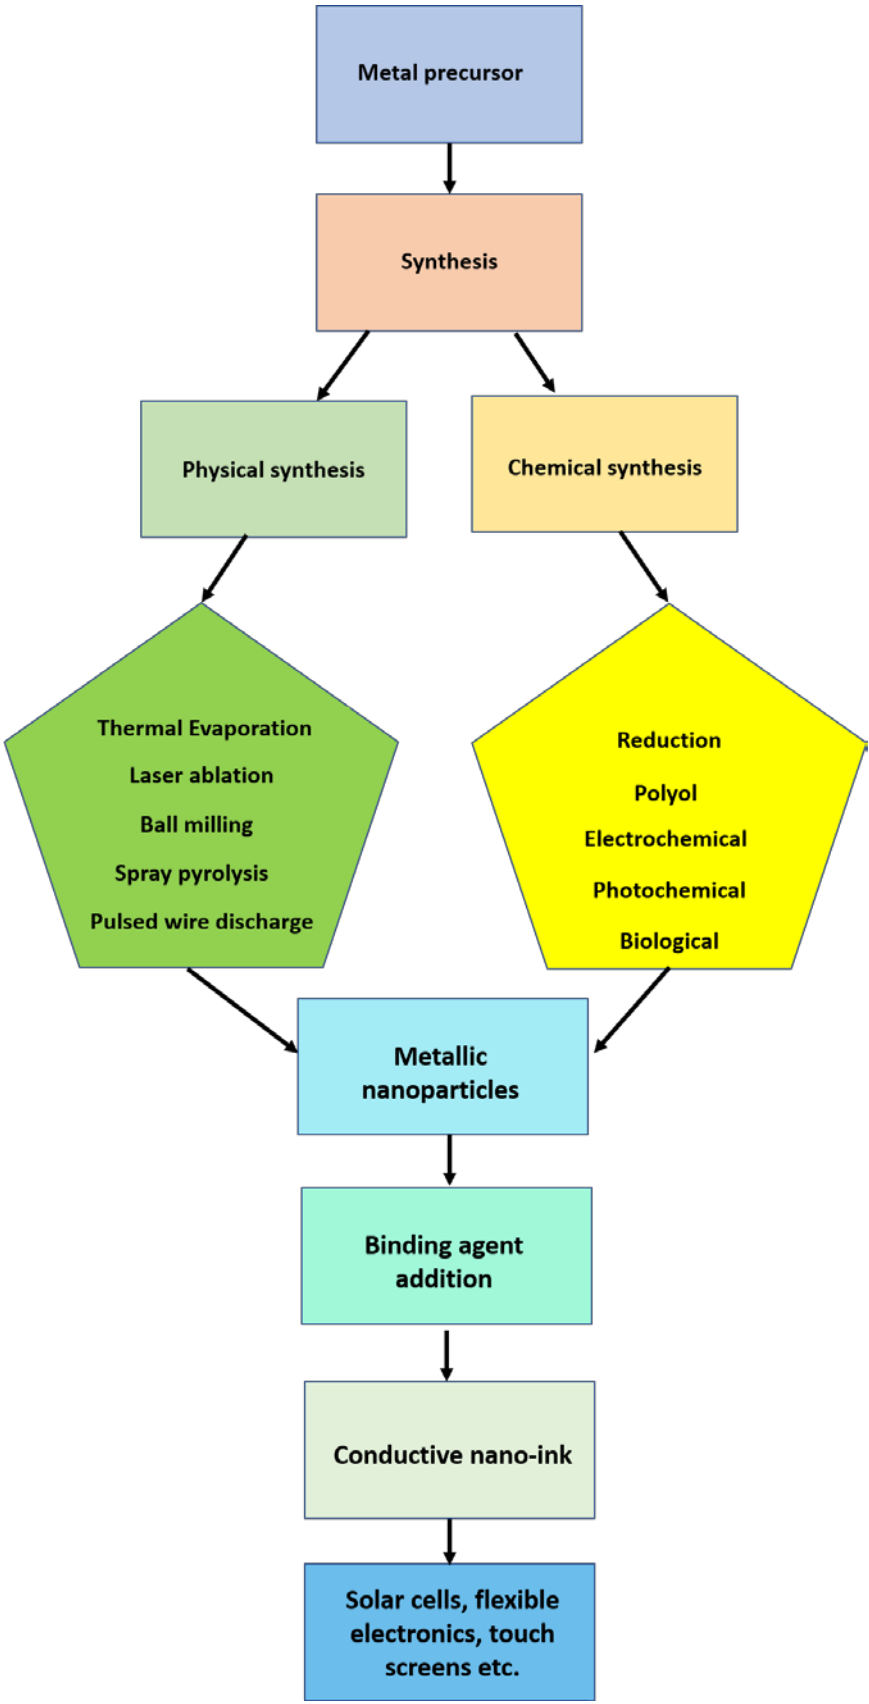 Metal precursor
Synthesis
Physical synthesis
Chemical synthesis
Thermal Evaporation
Laser ablation
Ball milling
Spray pyrolysis
Pulsed wire discharge
Reduction
Polyol
Electrochemical
Photochemical
Biological
Metallic
nanoparticles
Binding agent
addition
Conductive nano-ink
Solar cells, flexible
electronics, touch
screens etc.